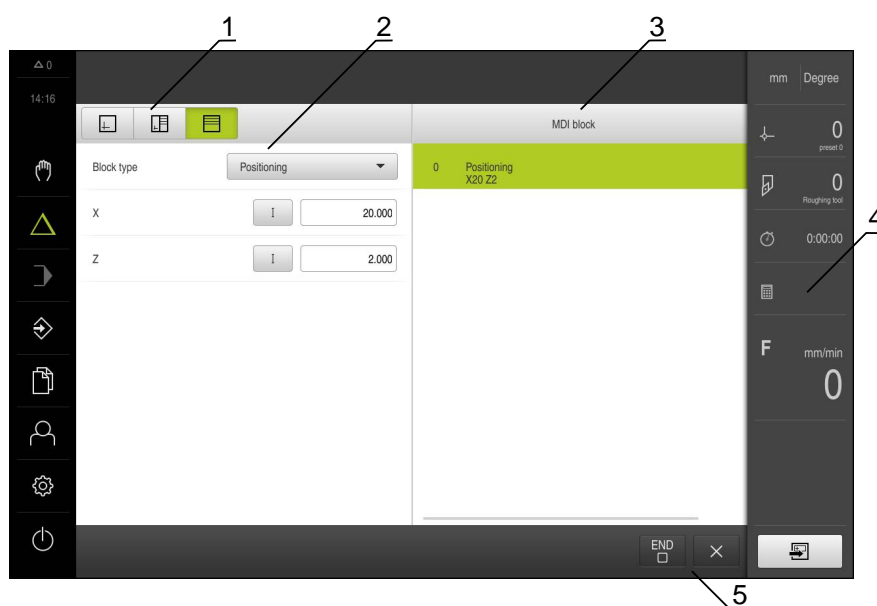 1
2
3
0
14:16
mm
Degree
MDI block
0
preset 0
Block type
Positioning
0
Positioning
X20 Z2
0
Roughing tool
X
I
20.000
4
0:00:00
Z
I
2.000
F
mm/min
0
END
5